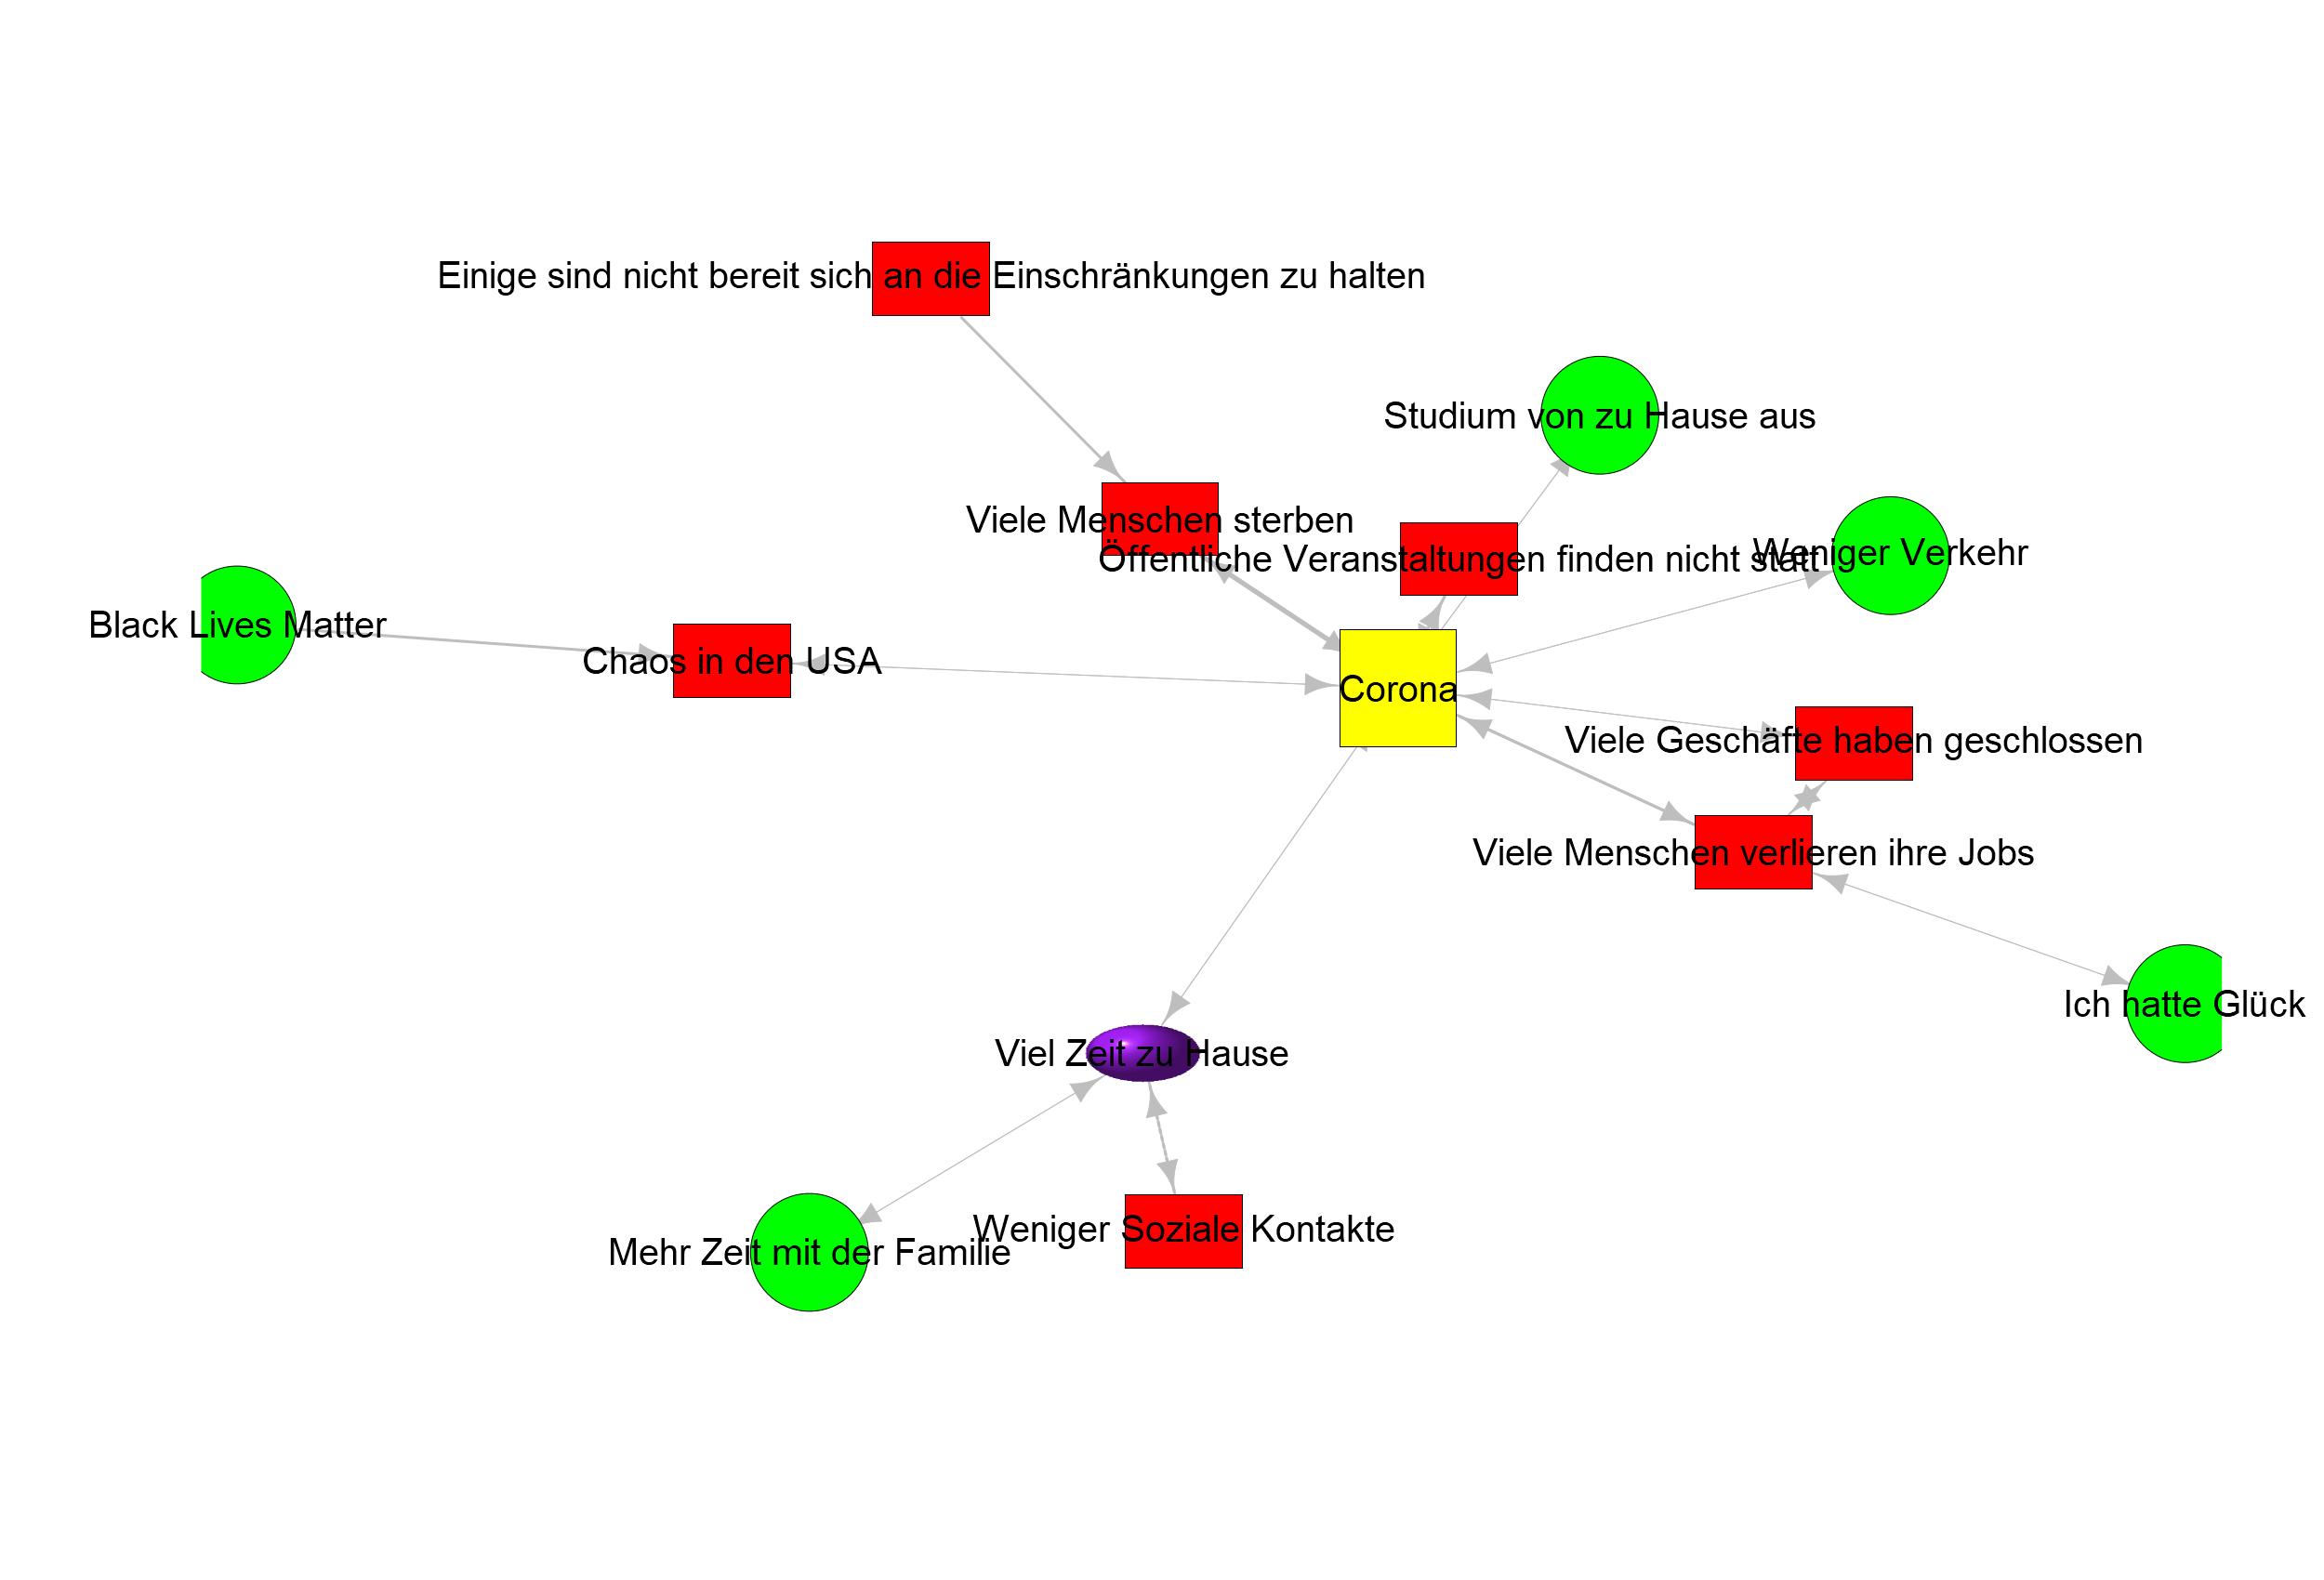 Einige sind nicht bereit sich an die Einschränkungen zu halten
Studium von zu Hause aus
Viele Menschen sterben
Öffentliche Veranstaltungen finden nicht statt
Weniger Verkehr
Black Lives Matter
Chaos in den USA
Corona
Viele Geschäfte haben geschlossen
Viele Menschen verlieren ihre Jobs
Ich hatte Glück
Viel Zeit zu Hause
Weniger Soziale Kontakte
Mehr Zeit mit der Familie